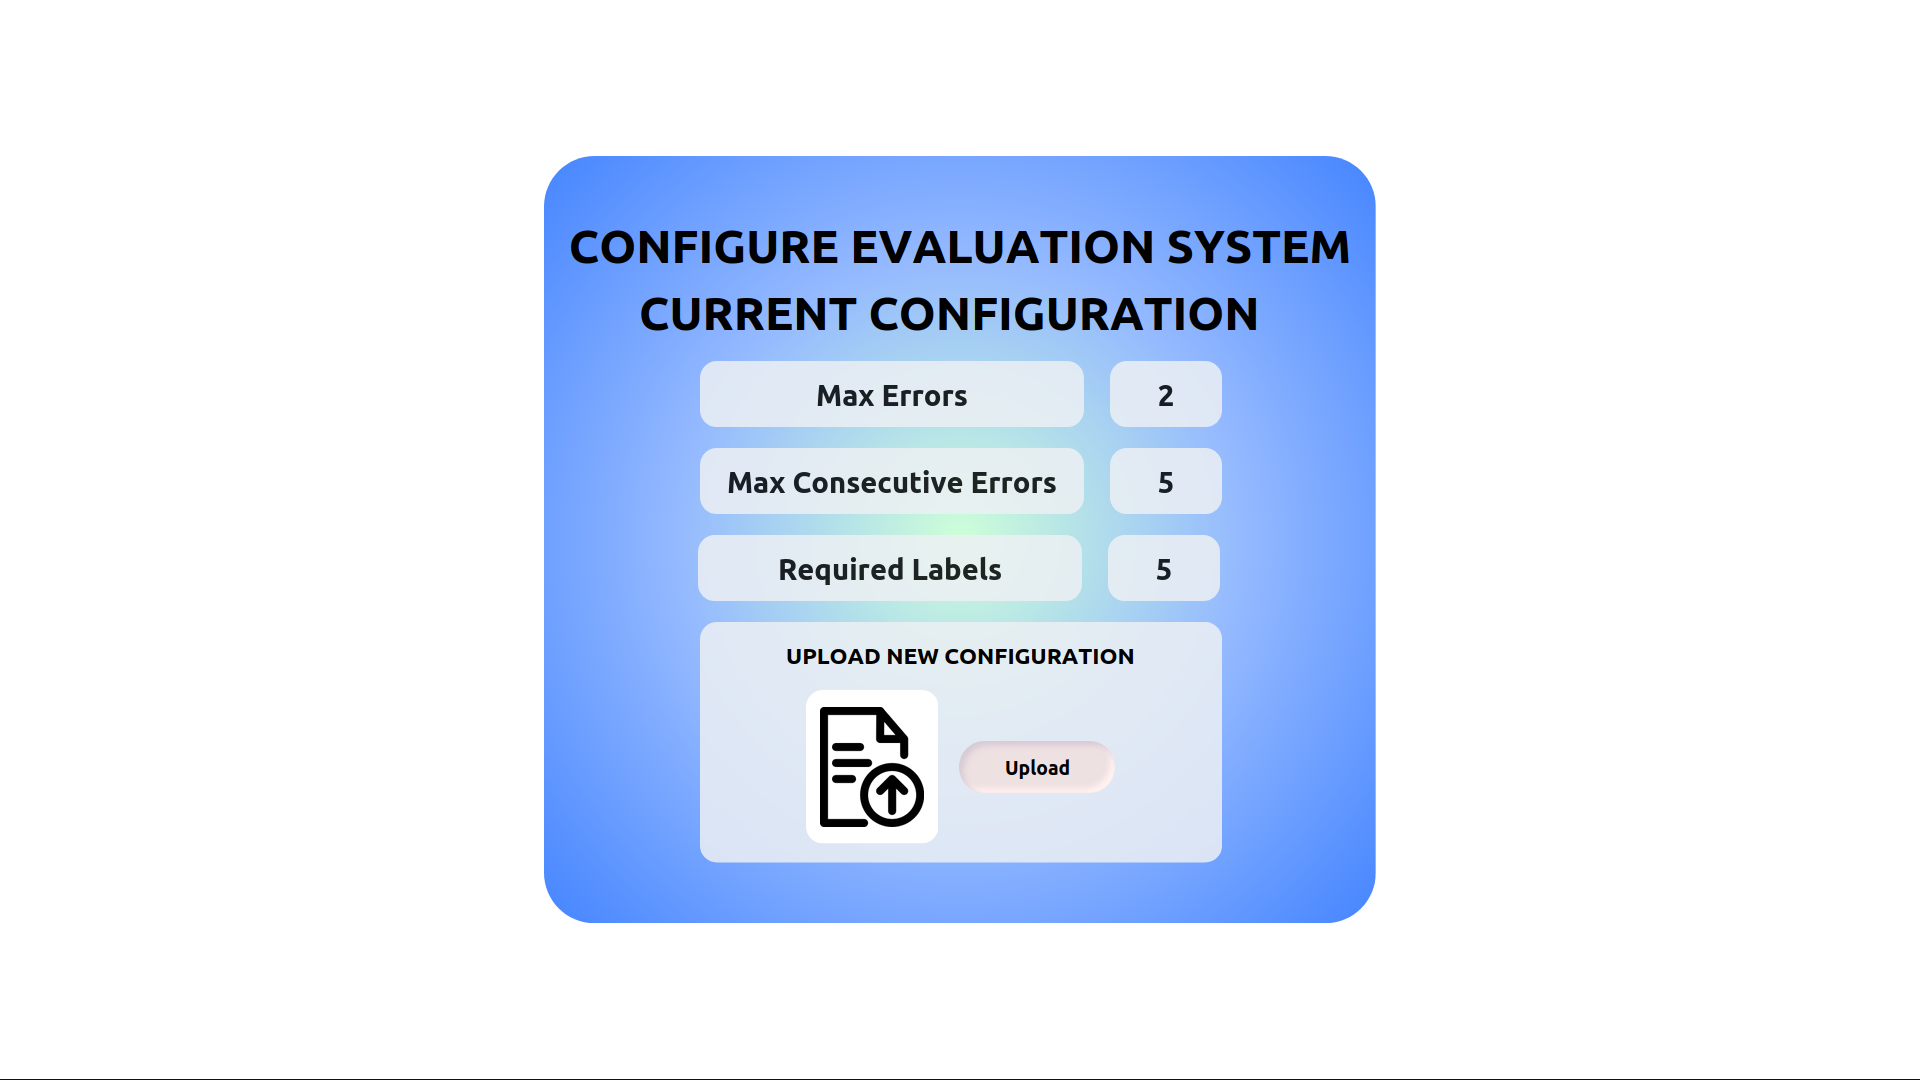 CONFIGURE EVALUATION SYSTEM
CURRENT CONFIGURATION
Max Errors 2
Max Consecutive Errors 5
Required Labels 5
UPLOAD NEW CONFIGURATION
Upload